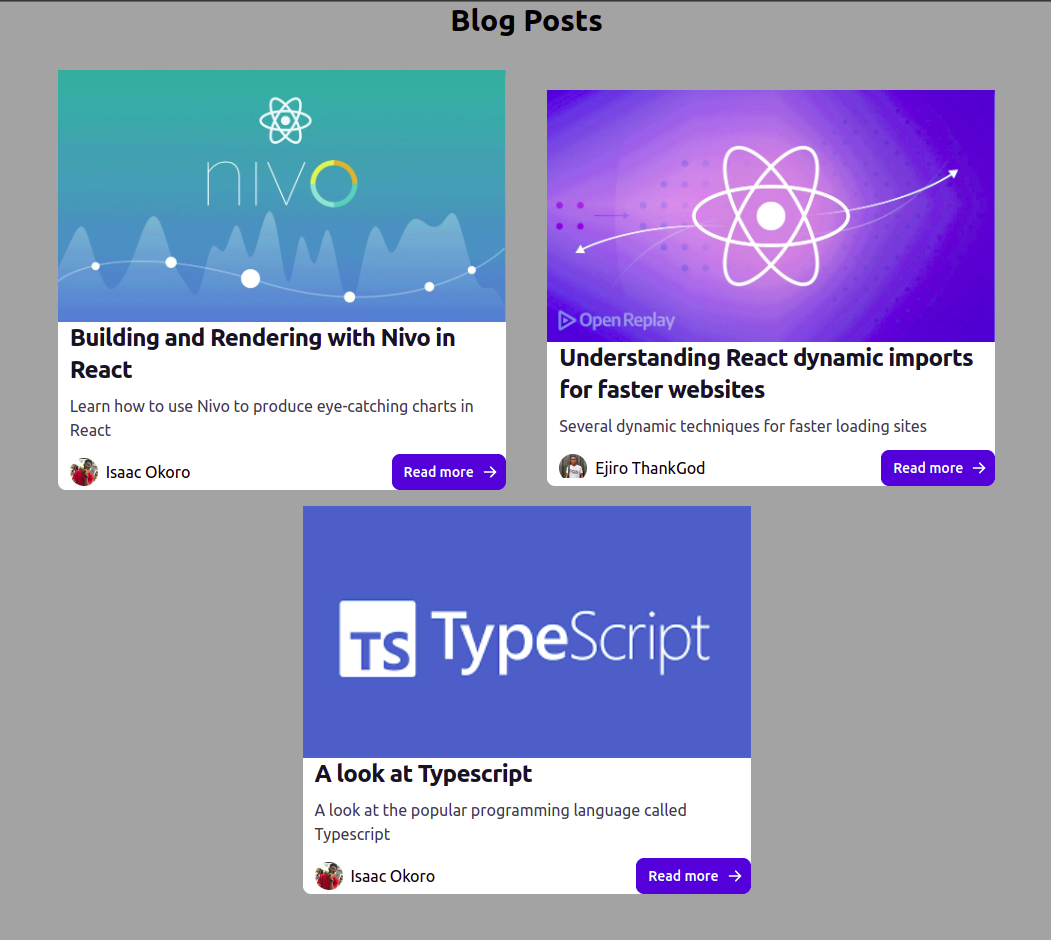 Blog Posts
nivo
Building and Rendering with Nivo in
React
Learn how to use Nivo to produce eye-catching charts in
React
Isaac Okoro
Read more
OpenReplay
Understanding React dynamic imports
for faster websites
Several dynamic techniques for faster loading sites
Ejiro ThankGod
Read more
TS TypeScript
A look at Typescript
A look at the popular programming language called
Typescript
Isaac Okoro
Read more